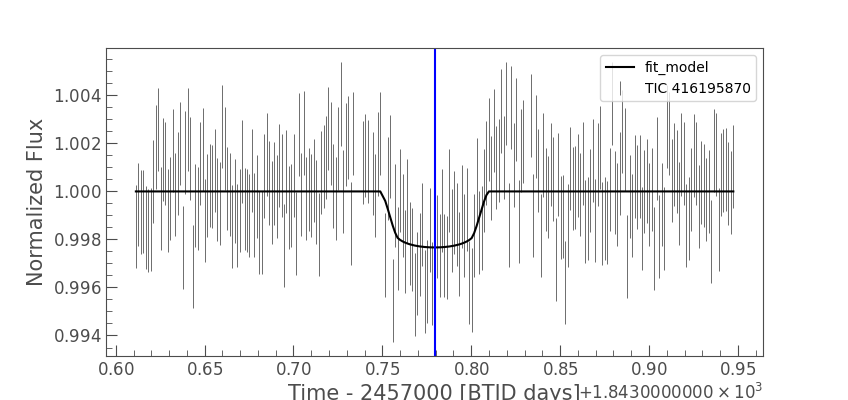 fit_model
TIC 416195870
1.004
1.002
1.000
0.998
0.996
0.994
Normalized Flux
0.60 0.65 0.70 0.75 0.80 0.85 0.90 0.95
Time - 2457000 [BTJD days]
+1.8430000000 × 10³